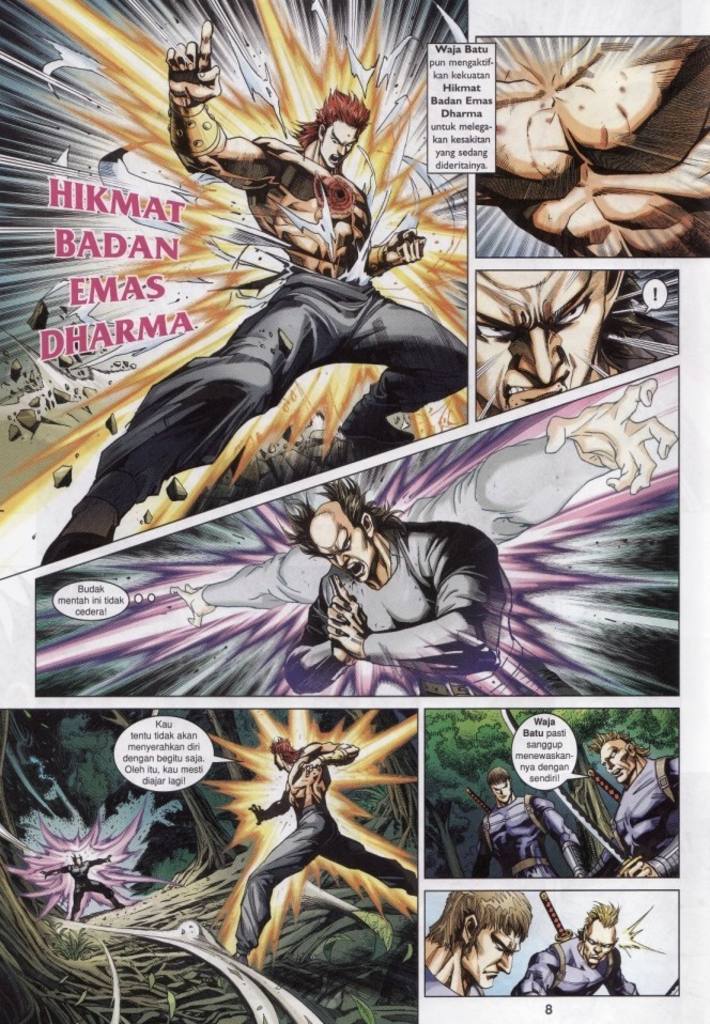 HIKMAT
BADAN
EMAS
DHARMA
Waja Batu
pun mengaktif-
kan kekuatan
Hikmat
Badan Emas
Dharma
untuk melega-
kan kesakitan
yang sedang
dideritainya.
!
Budak
mentah ini tidak
cedera!
Kau
tentu tidak akan
menyerahkan diri
dengan begitu saja.
Oleh itu, kau mesti
diajar lagi!
Waja
Batu pasti
sanggup
menewaskan-
nya dengan
sendiri!
8